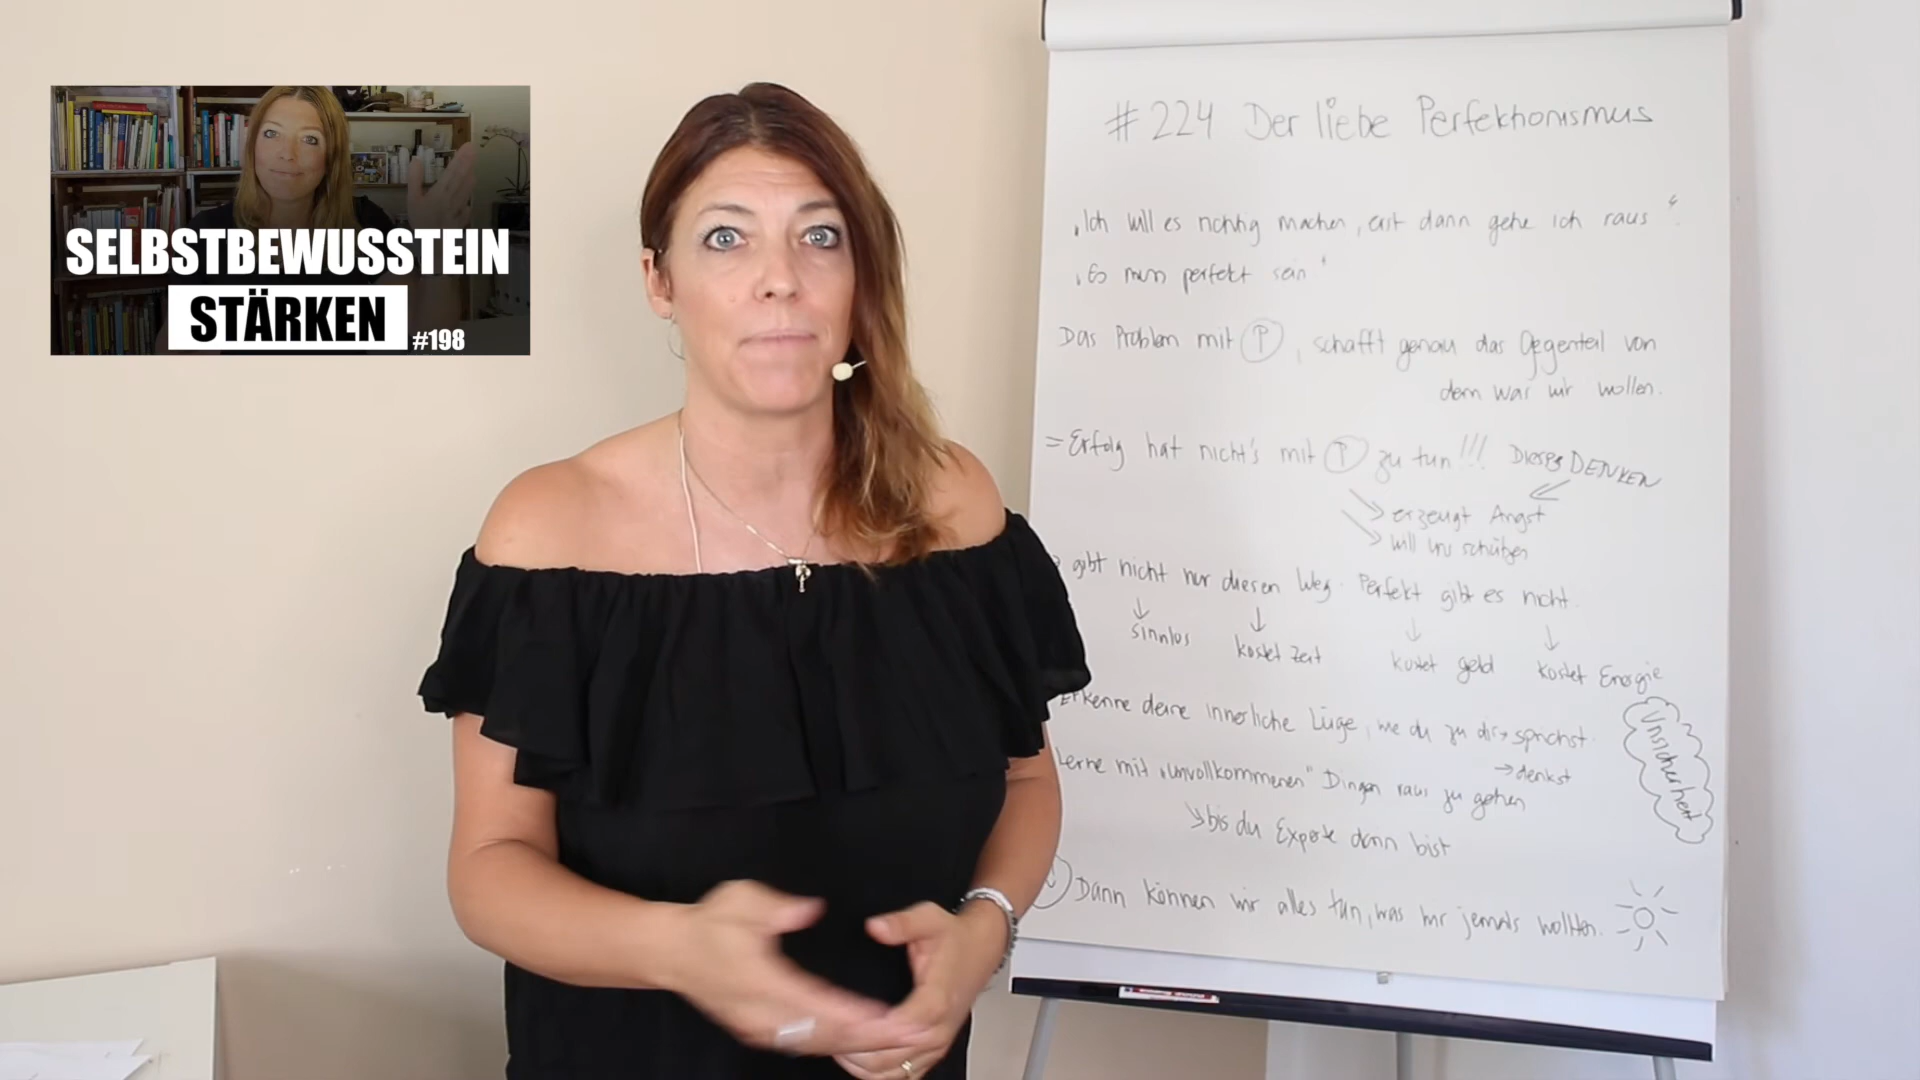 SELBSTBEWUSSTEIN
STÄRKEN
#198
#224 Der liebe Perfektionismus
"Ich will es richtig machen, erst dann gehe ich raus"
"Es muss perfekt sein"
Das Problem mit P, schafft genau das Gegenteil von
dem was wir wollen.
= Erfolg hat nicht's mit P zu tun!!! DIESES DENKEN
→ erzeugt Angst
→ will uns schützen
gibt nicht nur diesen Weg. Perfekt gibt es nicht.
↓ ↓ ↓ ↓
sinnlos kostet Zeit kostet Geld kostet Energie
Erkenne deine innerliche Lüge, wie du zu dir → sprichst.
→ denkst
Unsicherheit
Lerne mit "unvollkommenen" Dingen raus zu gehen
↘ bis du Experte darin bist
Dann können wir alles tun, was wir jemals wollten.